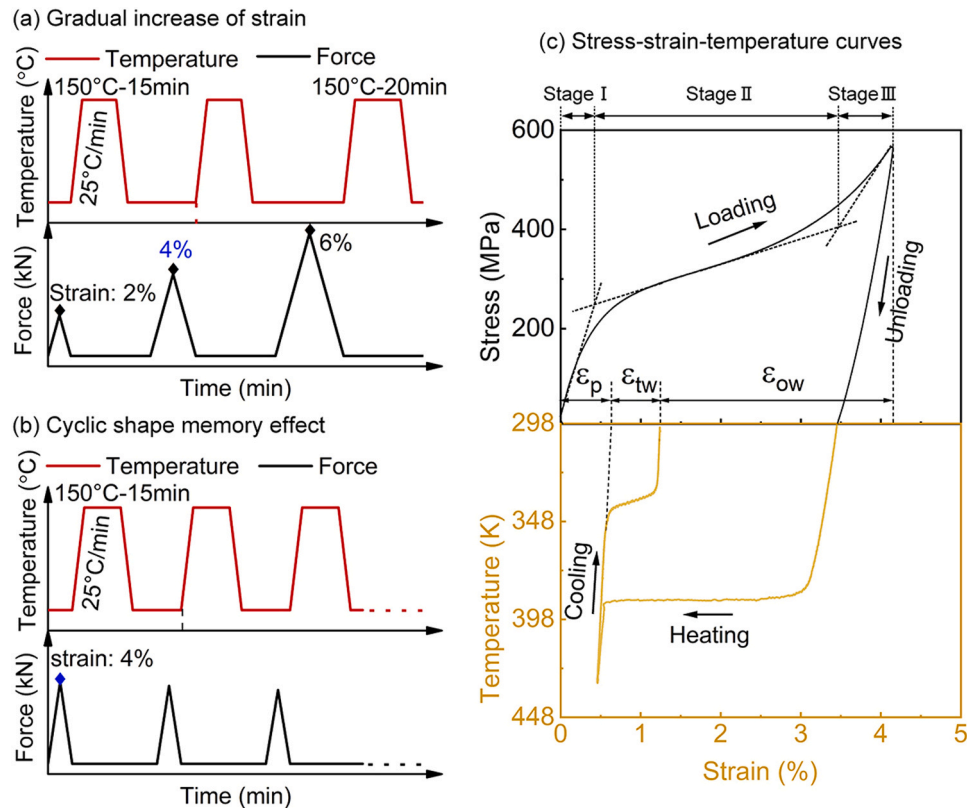 (a) Gradual increase of strain
Temperature
Force
Temperature (°C)
150°C-15min
150°C-20min
25°C/min
Force (kN)
Strain: 2%
4%
6%
Time (min)
(b) Cyclic shape memory effect
Temperature
Force
Temperature (°C)
150°C-15min
25°C/min
Force (kN)
strain: 4%
Time (min)
(c) Stress-strain-temperature curves
Stage Ⅰ
Stage Ⅱ
Stage Ⅲ
Stress (MPa)
600
400
200
Loading
Unloading
εp
εtw
εow
Temperature (K)
298
348
398
448
Cooling
Heating
0 1 2 3 4 5
Strain (%)